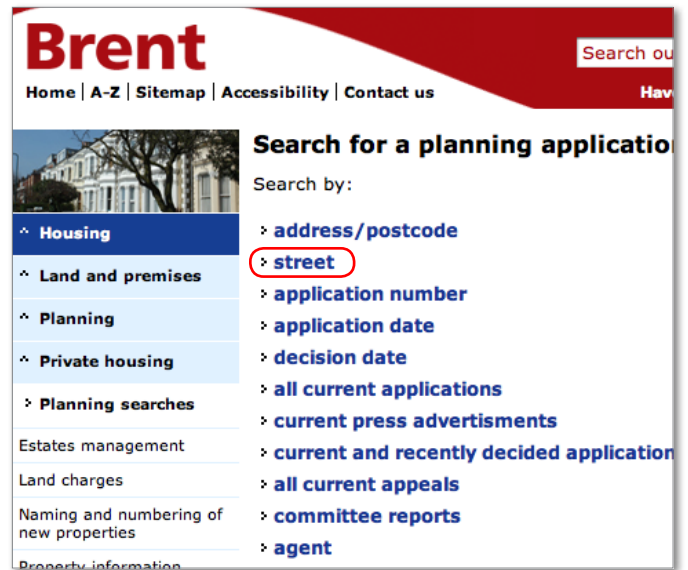 Brent
Search ou
Home | A-Z | Sitemap | Accessibility | Contact us
Hav
Search for a planning applicatio
Search by:
address/postcode
street
application number
application date
decision date
all current applications
current press advertisments
current and recently decided application
all current appeals
committee reports
agent
Housing
Land and premises
Planning
Private housing
Planning searches
Estates management
Land charges
Naming and numbering of
new properties
Property information